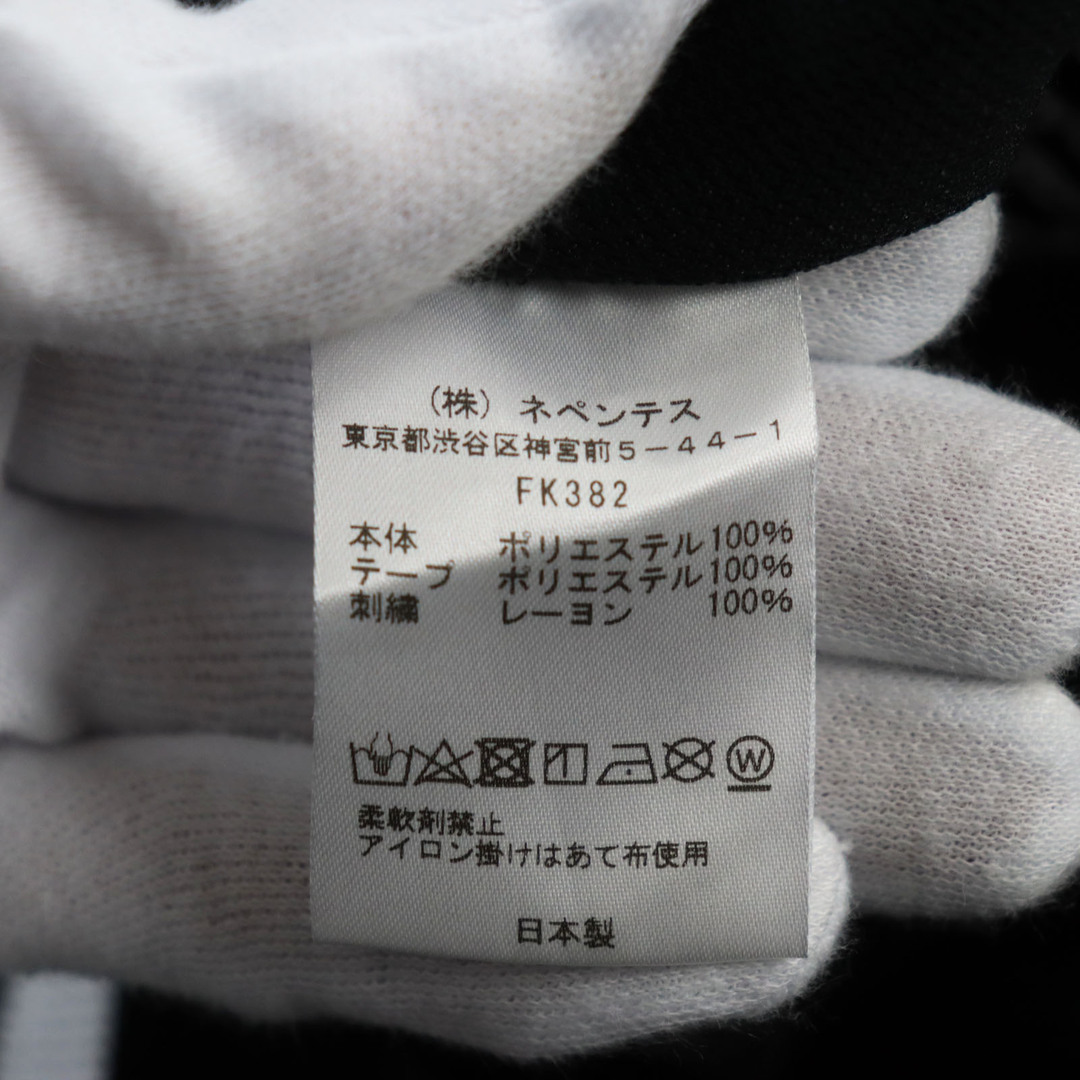 （株）ネペンテス
東京都渋谷区神宮前5-44-1
FK382
本体 ポリエステル100%
テープ ポリエステル100%
刺繍 レーヨン 100%
W
柔軟剤禁止
アイロン掛けはあて布使用
日本製